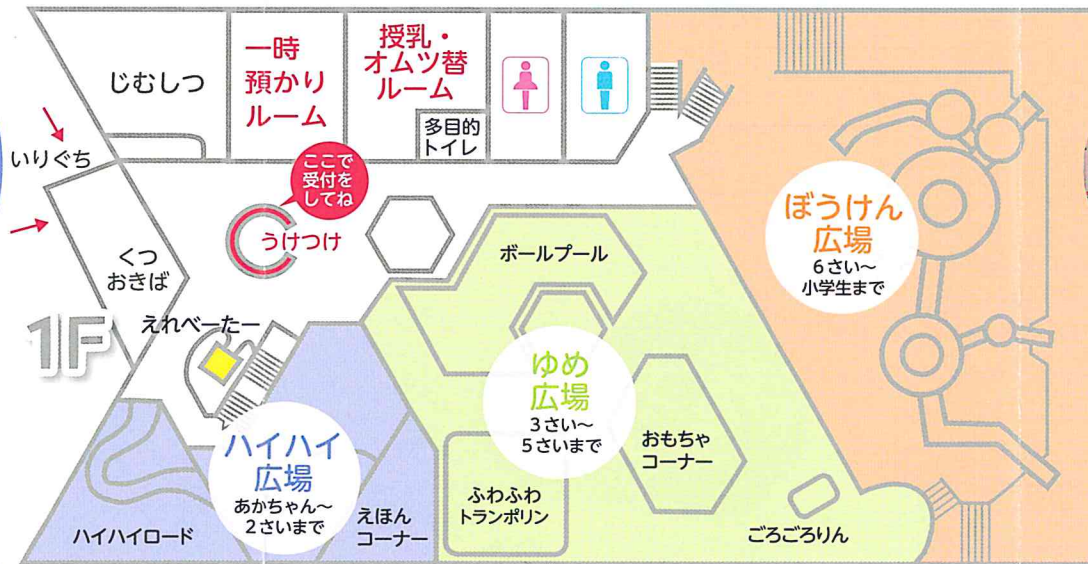 じむしつ
一時
預かり
ルーム
授乳・
オムツ替
ルーム
多目的
トイレ
いりぐち
ここで
受付を
してね
うけつけ
くつ
おきば
えれべーたー
1F
ボールプール
ぼうけん
広場
6さい～
小学生まで
ゆめ
広場
3さい～
5さいまで
おもちゃ
コーナー
ハイハイ
広場
あかちゃん～
2さいまで
ハイハイロード
えほん
コーナー
ふわふわ
トランポリン
ごろごろりん